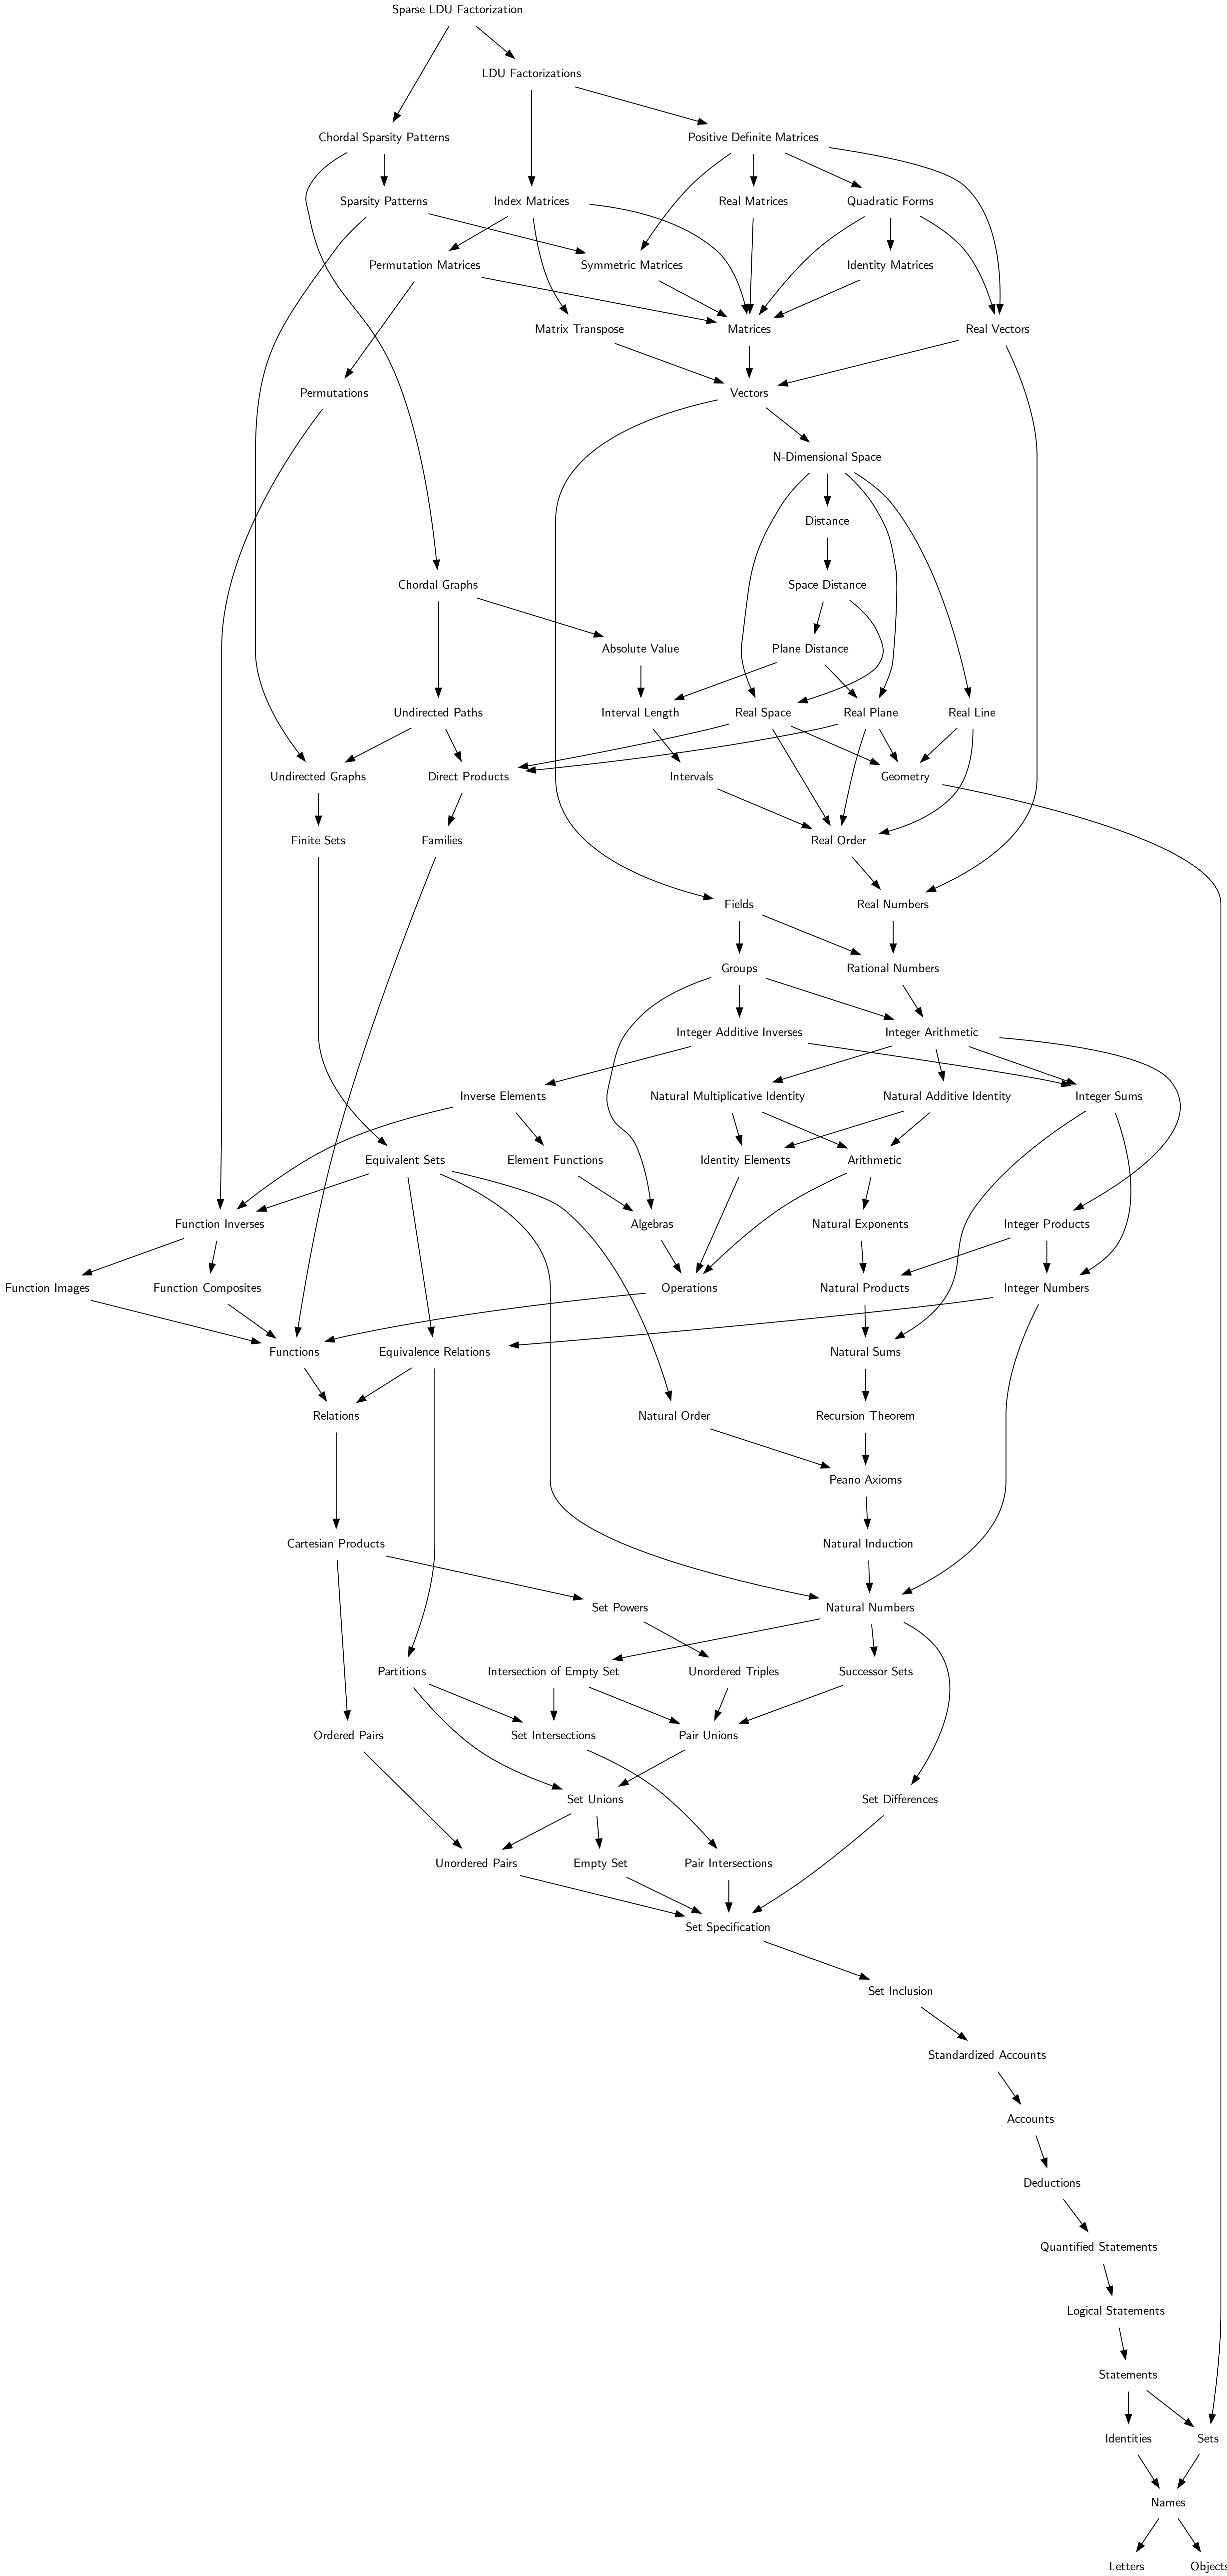 Sparse LDU Factorization
LDU Factorizations
Chordal Sparsity Patterns
Positive Definite Matrices
Sparsity Patterns
Index Matrices
Real Matrices
Quadratic Forms
Permutation Matrices
Symmetric Matrices
Identity Matrices
Matrix Transpose
Matrices
Real Vectors
Permutations
Vectors
N-Dimensional Space
Distance
Chordal Graphs
Space Distance
Absolute Value
Plane Distance
Undirected Paths
Interval Length
Real Space
Real Plane
Real Line
Undirected Graphs
Direct Products
Intervals
Geometry
Finite Sets
Families
Real Order
Fields
Real Numbers
Groups
Rational Numbers
Integer Additive Inverses
Integer Arithmetic
Inverse Elements
Natural Multiplicative Identity
Natural Additive Identity
Integer Sums
Equivalent Sets
Element Functions
Identity Elements
Arithmetic
Function Inverses
Algebras
Natural Exponents
Integer Products
Function Images
Function Composites
Operations
Natural Products
Integer Numbers
Functions
Equivalence Relations
Natural Sums
Relations
Natural Order
Recursion Theorem
Peano Axioms
Cartesian Products
Natural Induction
Set Powers
Natural Numbers
Partitions
Intersection of Empty Set
Unordered Triples
Successor Sets
Ordered Pairs
Set Intersections
Pair Unions
Set Unions
Set Differences
Unordered Pairs
Empty Set
Pair Intersections
Set Specification
Set Inclusion
Standardized Accounts
Accounts
Deductions
Quantified Statements
Logical Statements
Statements
Identities
Sets
Names
Letters
Objects